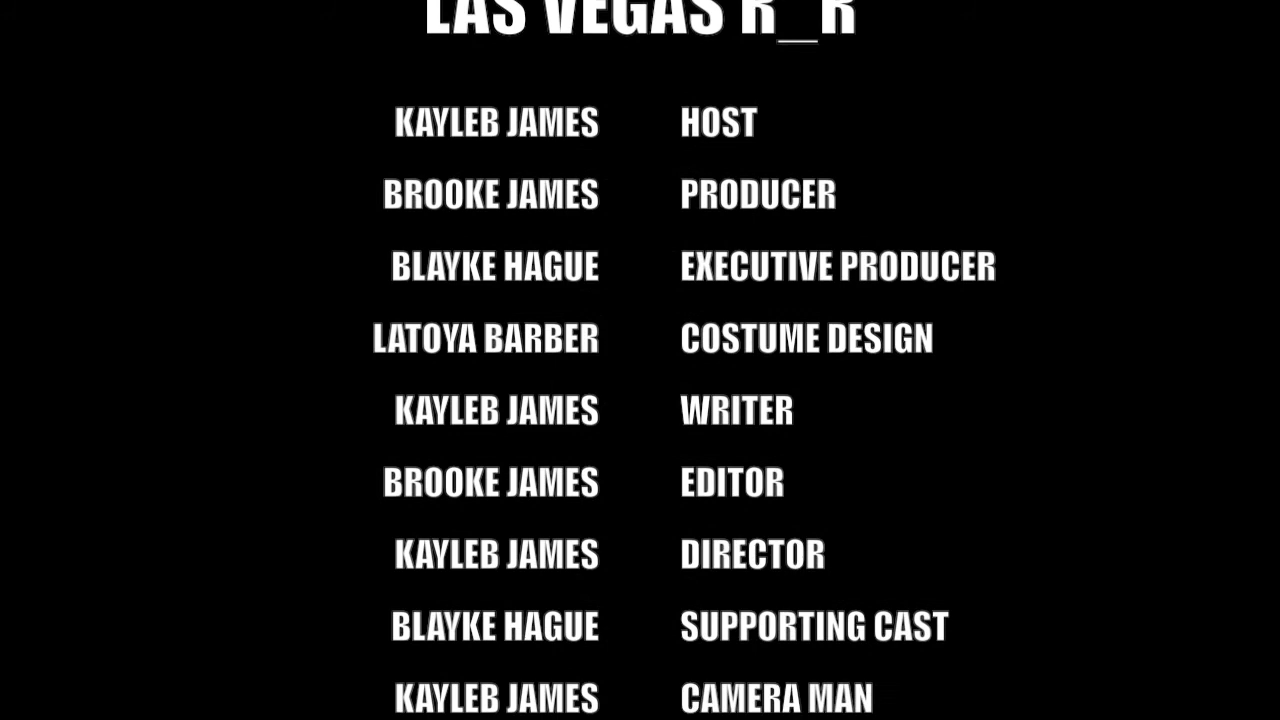 LAS VEGAS R_R
KAYLEB JAMES HOST
BROOKE JAMES PRODUCER
BLAYKE HAGUE EXECUTIVE PRODUCER
LATOYA BARBER COSTUME DESIGN
KAYLEB JAMES WRITER
BROOKE JAMES EDITOR
KAYLEB JAMES DIRECTOR
BLAYKE HAGUE SUPPORTING CAST
KAYLEB JAMES CAMERA MAN